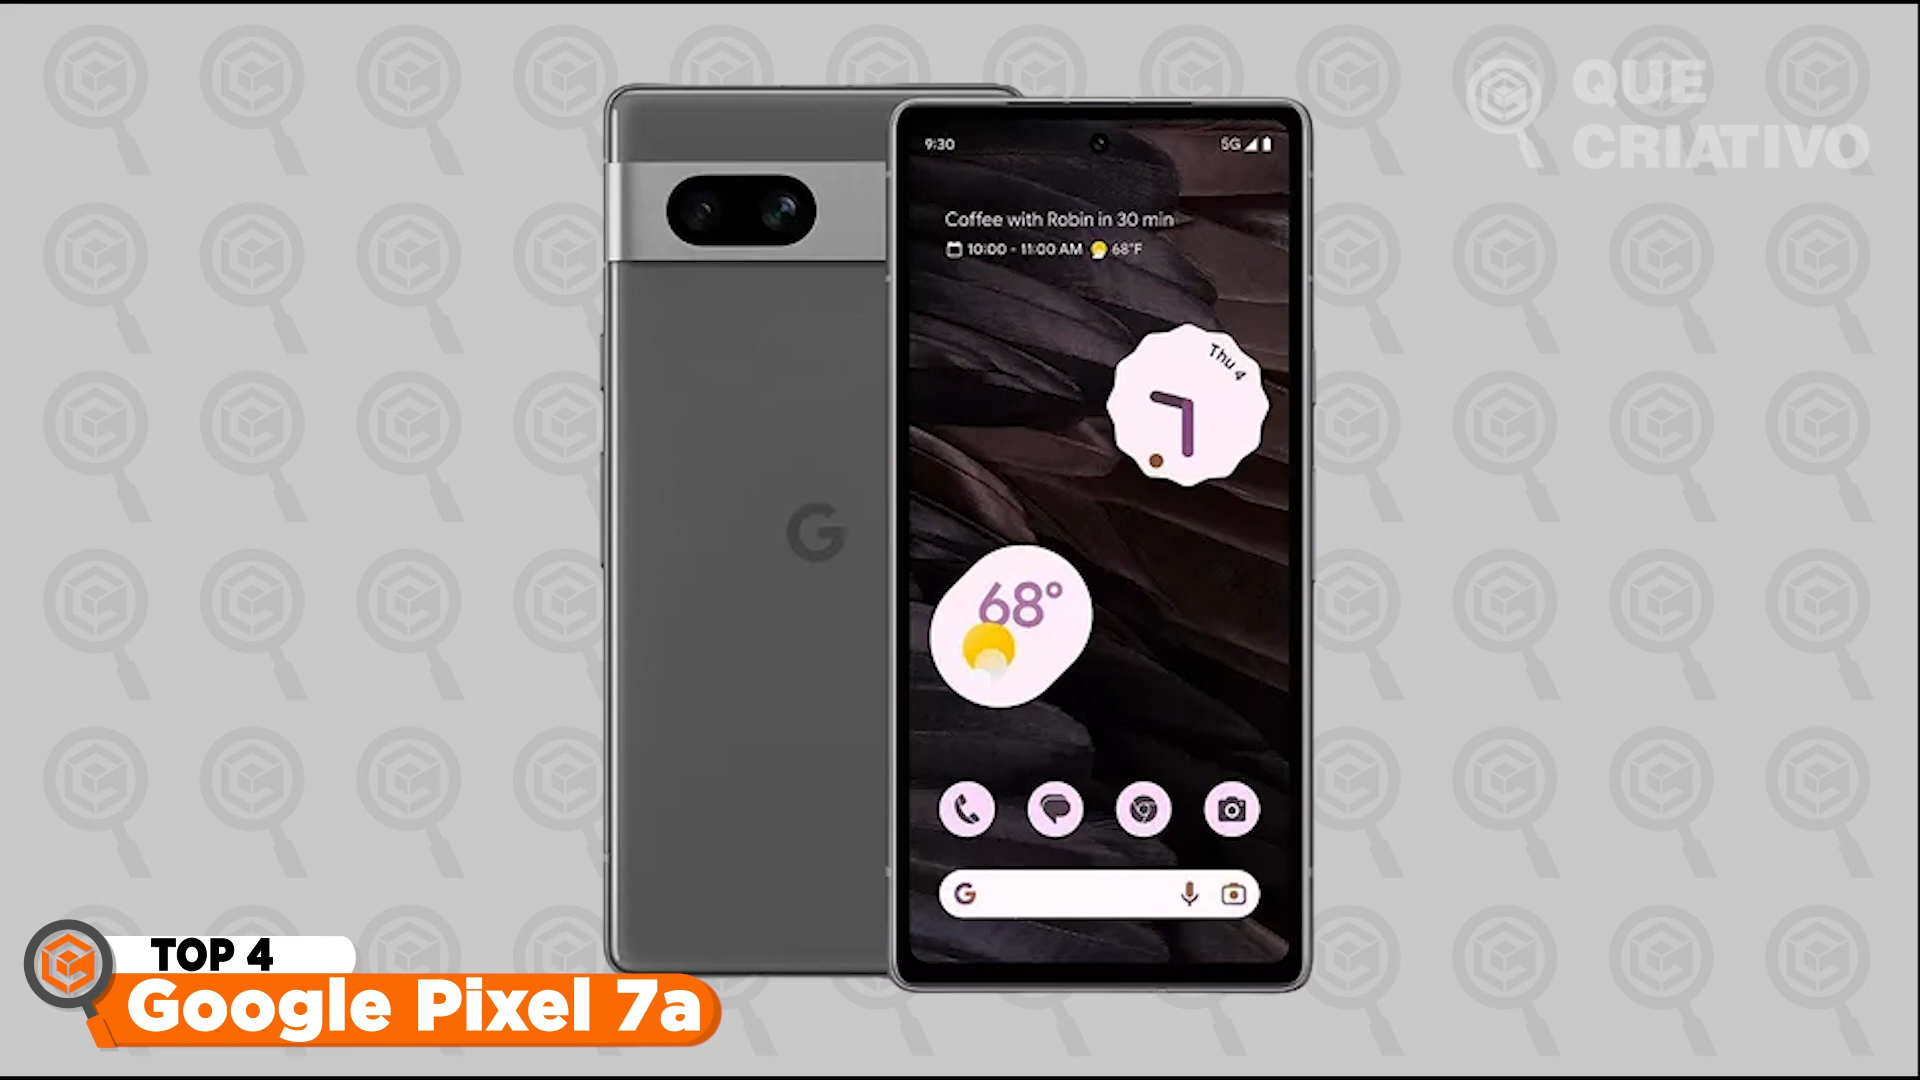 QUE
CRIATIVO
9:30
5G
Coffee with Robin in 30 min
10:00 - 11:00 AM 68°F
Thu 4
68°
G
G
TOP 4
Google Pixel 7a